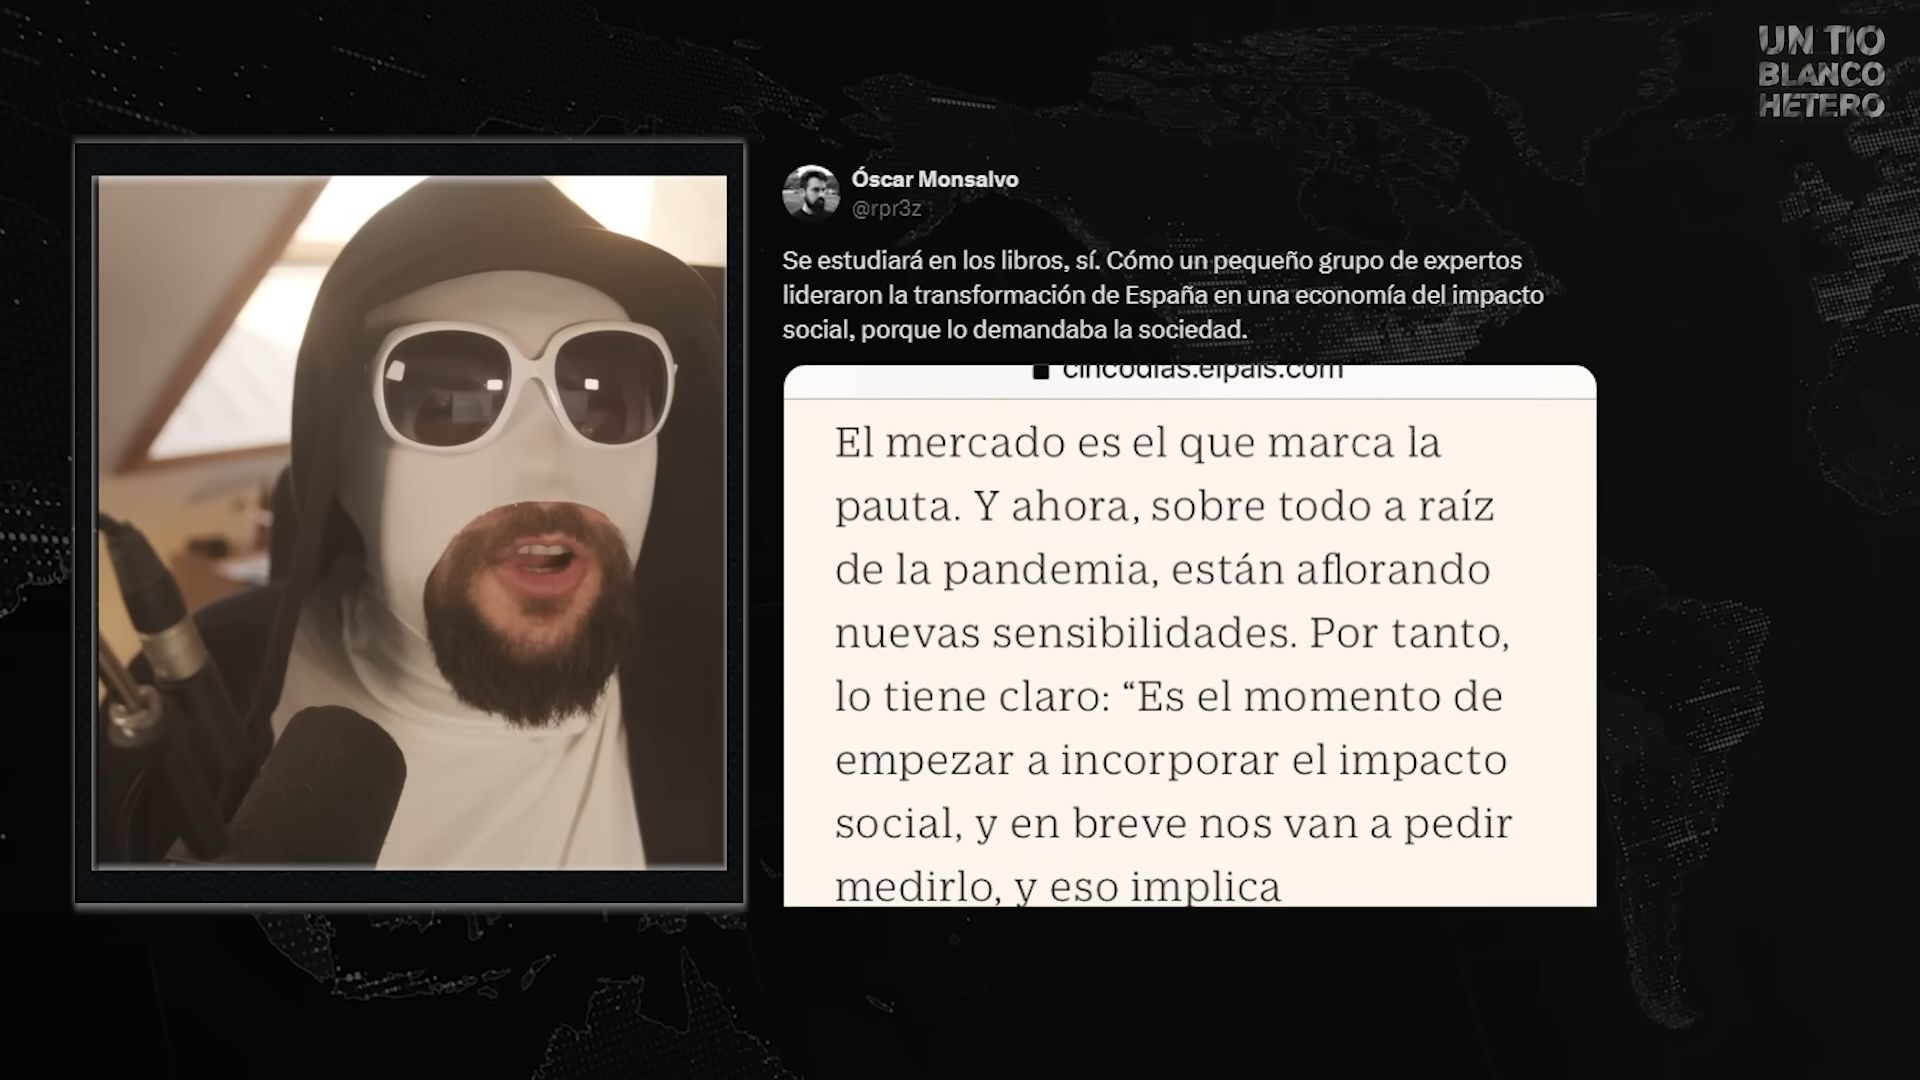 UN TIO
BLANCO
HETERO
Óscar Monsalvo
@rpr3z
Se estudiará en los libros, sí. Cómo un pequeño grupo de expertos
lideraron la transformación de España en una economía del impacto
social, porque lo demandaba la sociedad.
cincodias.elpais.com
El mercado es el que marca la
pauta. Y ahora, sobre todo a raíz
de la pandemia, están aflorando
nuevas sensibilidades. Por tanto,
lo tiene claro: “Es el momento de
empezar a incorporar el impacto
social, y en breve nos van a pedir
medirlo, y eso implica